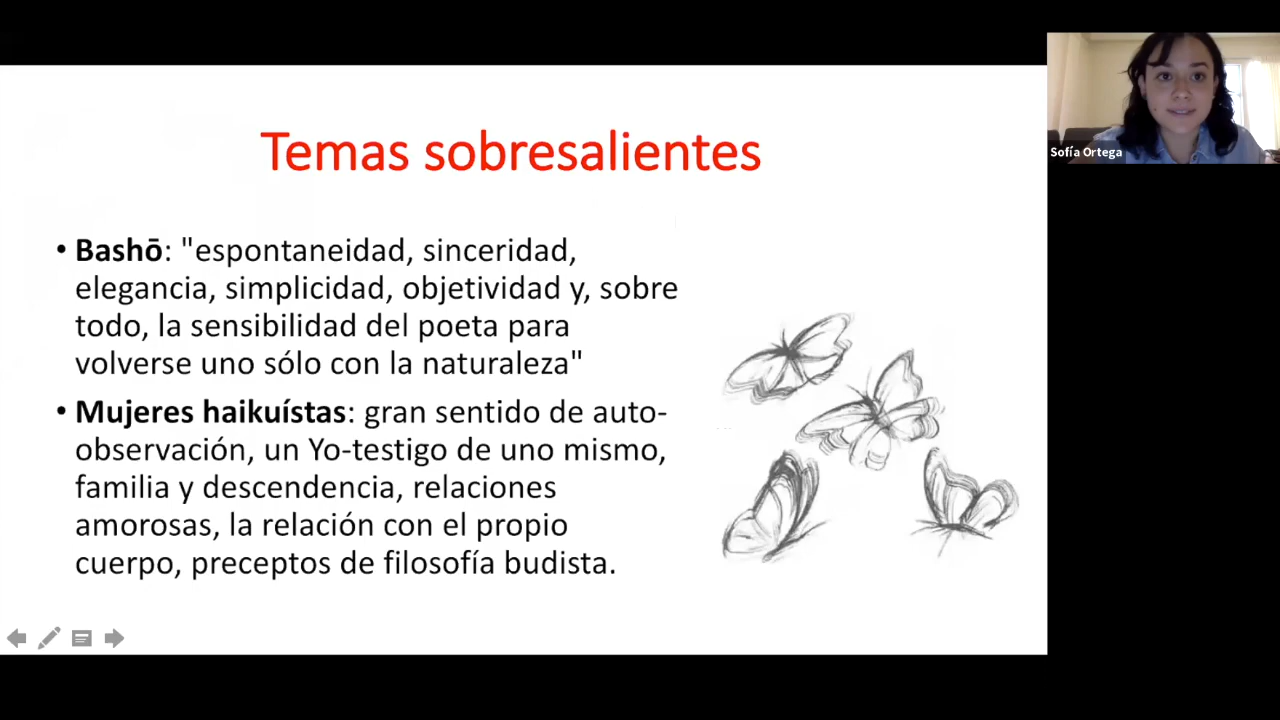 Temas sobresalientes
• Bashō: "espontaneidad, sinceridad,
elegancia, simplicidad, objetividad y, sobre
todo, la sensibilidad del poeta para
volverse uno sólo con la naturaleza"
• Mujeres haikuístas: gran sentido de auto-
observación, un Yo-testigo de uno mismo,
familia y descendencia, relaciones
amorosas, la relación con el propio
cuerpo, preceptos de filosofía budista.
Sofía Ortega